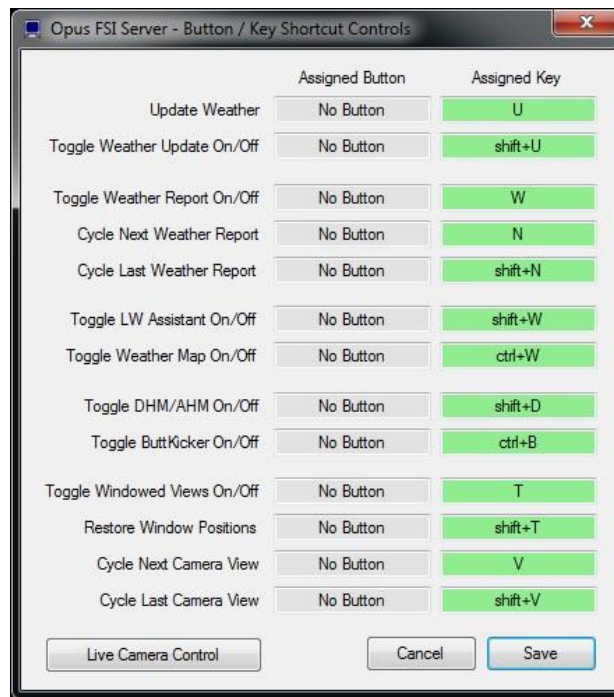 Opus FSI Server - Button / Key Shortcut Controls
Assigned Button Assigned Key
Update Weather No Button U
Toggle Weather Update On/Off No Button shift+U
Toggle Weather Report On/Off No Button W
Cycle Next Weather Report No Button N
Cycle Last Weather Report No Button shift+N
Toggle LW Assistant On/Off No Button shift+W
Toggle Weather Map On/Off No Button ctrl+W
Toggle DHM/AHM On/Off No Button shift+D
Toggle ButtKicker On/Off No Button ctrl+B
Toggle Windowed Views On/Off No Button T
Restore Window Positions No Button shift+T
Cycle Next Camera View No Button V
Cycle Last Camera View No Button shift+V
Live Camera Control Cancel Save